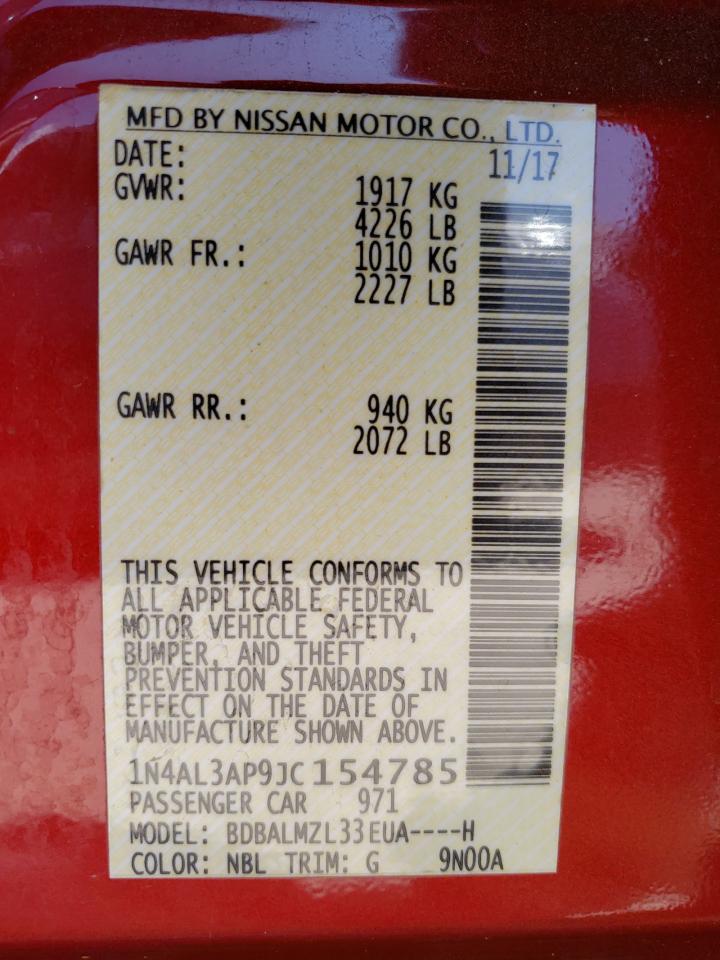 MFD BY NISSAN MOTOR CO., LTD.
DATE: 11/17
GVWR: 1917 KG
4226 LB
GAWR FR.: 1010 KG
2227 LB
GAWR RR.: 940 KG
2072 LB
THIS VEHICLE CONFORMS TO
ALL APPLICABLE FEDERAL
MOTOR VEHICLE SAFETY,
BUMPER, AND THEFT
PREVENTION STANDARDS IN
EFFECT ON THE DATE OF
MANUFACTURE SHOWN ABOVE.
1N4AL3AP9JC154785
PASSENGER CAR 971
MODEL: BDBALMZL33EUA----H
COLOR: NBL TRIM: G 9N00A